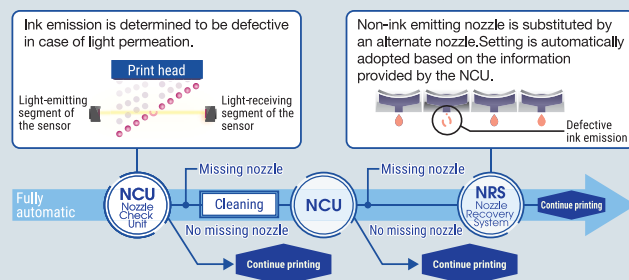 Ink emission is determined to be defective
in case of light permeation.
Print head
Light-emitting
segment of
the sensor
Light-receiving
segment of the
sensor
Non-ink emitting nozzle is substituted by
an alternate nozzle.Setting is automatically
adopted based on the information
provided by the NCU.
Defective
ink emission
Fully
automatic
NCU
Nozzle
Check
Unit
Missing nozzle
Cleaning
No missing nozzle
Continue printing
NCU
Missing nozzle
No missing nozzle
Continue printing
NRS
Nozzle
Recovery
System
Continue printing